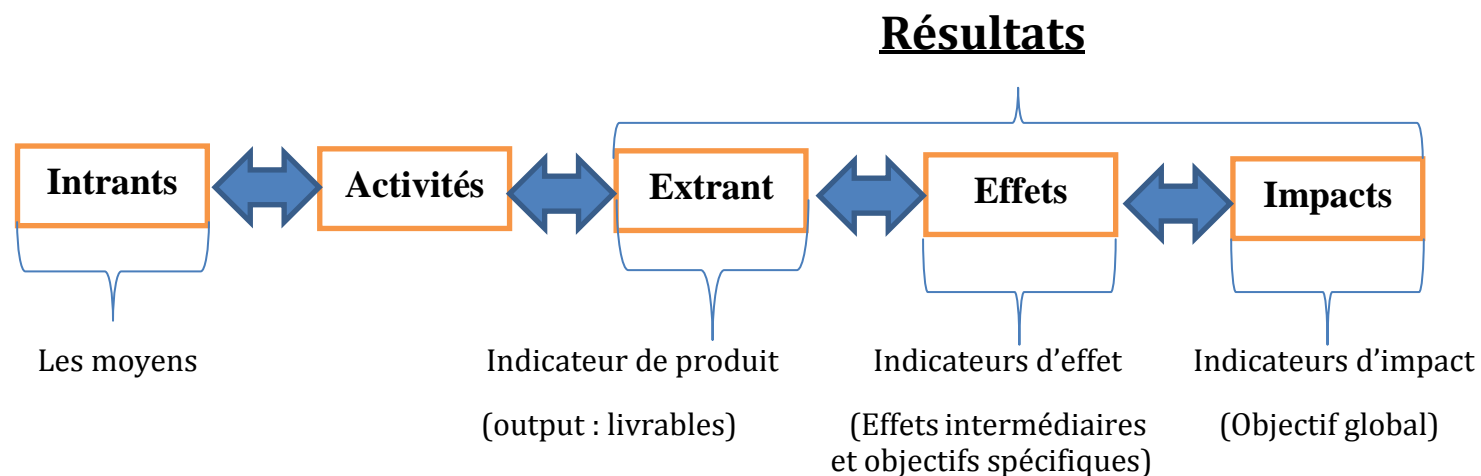 Résultats
Intrants
Activités
Extrant
Effets
Impacts
Les moyens
Indicateur de produit
(output : livrables)
Indicateurs d’effet
(Effets intermédiaires
et objectifs spécifiques)
Indicateurs d’impact
(Objectif global)